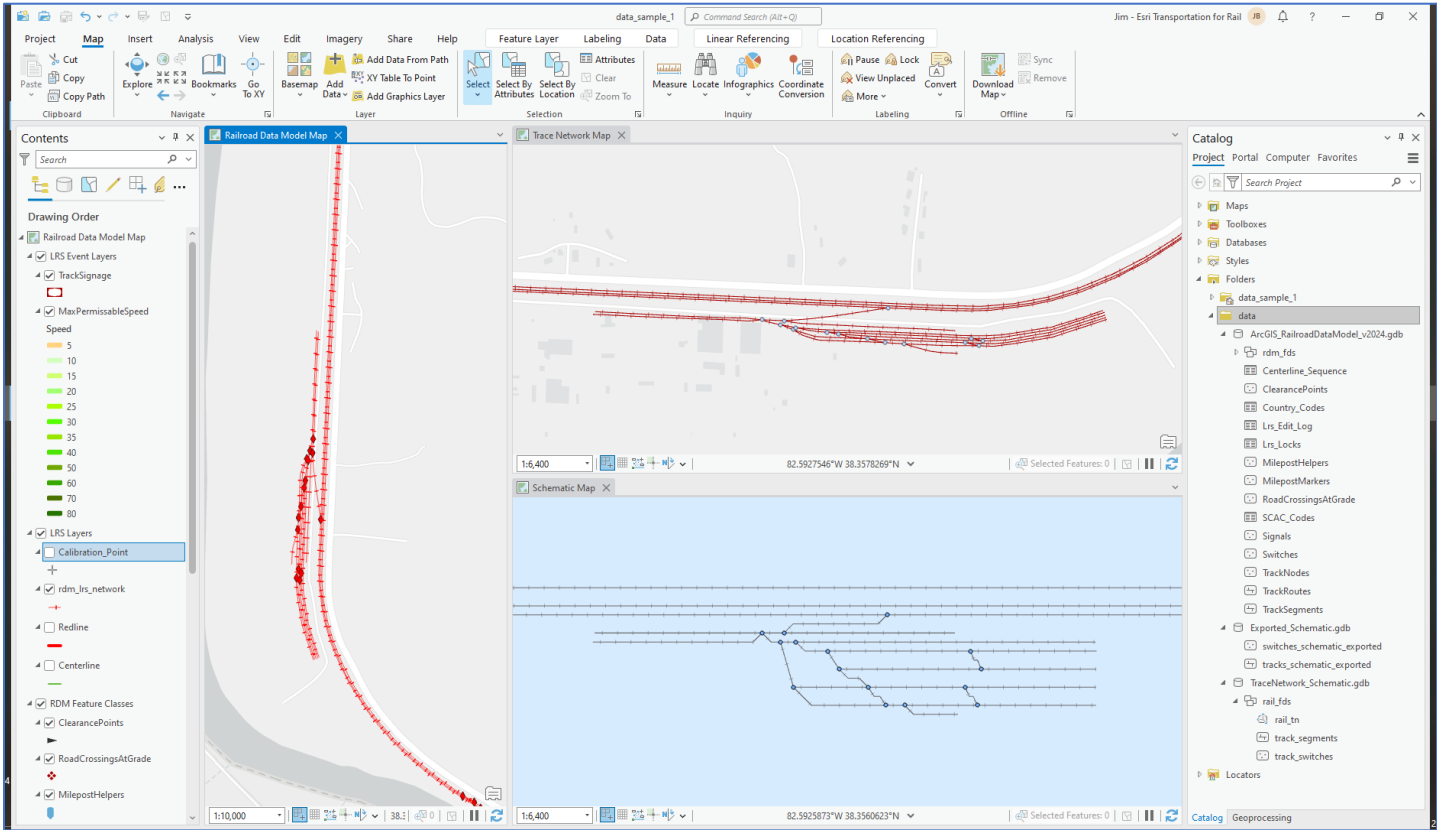 data_sample_1
Command Search (Alt+Q)
Jim - Esri Transportation for Rail
JB
?
Project Map Insert Analysis View Edit Imagery Share Help Feature Layer Labeling Data Linear Referencing Location Referencing
Paste
Cut
Copy
Copy Path
Clipboard
Explore
Bookmarks
Go
To XY
Navigate
Basemap
Add
Data
Add Data From Path
XY Table To Point
Add Graphics Layer
Layer
Select
Select By
Attributes
Select By
Location
Attributes
Clear
Zoom To
Selection
Measure
Locate
Infographics
Coordinate
Conversion
Inquiry
Pause
Lock
View Unplaced
More
Convert
Labeling
Download
Map
Sync
Remove
Offline
Contents
Search
Drawing Order
Railroad Data Model Map
LRS Event Layers
TrackSignage
MaxPermissableSpeed
Speed
5
10
15
20
25
30
35
40
50
60
70
80
LRS Layers
Calibration_Point
rdm_lrs_network
Redline
Centerline
RDM Feature Classes
ClearancePoints
RoadCrossingsAtGrade
MilepostHelpers
4
Railroad Data Model Map
1:10,000
38.:
0
Trace Network Map
1:6,400
82.5927546°W 38.3578269°N
Selected Features: 0
Schematic Map
1:6,400
82.5925873°W 38.3560623°N
Selected Features: 0
Catalog
Project Portal Computer Favorites
Search Project
Maps
Toolboxes
Databases
Styles
Folders
data_sample_1
data
ArcGIS_RailroadDataModel_v2024.gdb
rdm_fds
Centerline_Sequence
ClearancePoints
Country_Codes
Lrs_Edit_Log
Lrs_Locks
MilepostHelpers
MilepostMarkers
RoadCrossingsAtGrade
SCAC_Codes
Signals
Switches
TrackNodes
TrackRoutes
TrackSegments
Exported_Schematic.gdb
switches_schematic_exported
tracks_schematic_exported
TraceNetwork_Schematic.gdb
rail_fds
rail_tn
track_segments
track_switches
Locators
Catalog Geoprocessing
2